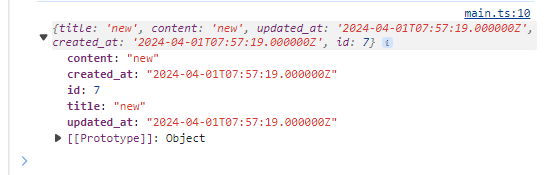 main.ts:10
{title: 'new', content: 'new', updated_at: '2024-04-01T07:57:19.000000Z',
created_at: '2024-04-01T07:57:19.000000Z', id: 7} i
content: "new"
created_at: "2024-04-01T07:57:19.000000Z"
id: 7
title: "new"
updated_at: "2024-04-01T07:57:19.000000Z"
[[Prototype]]: Object